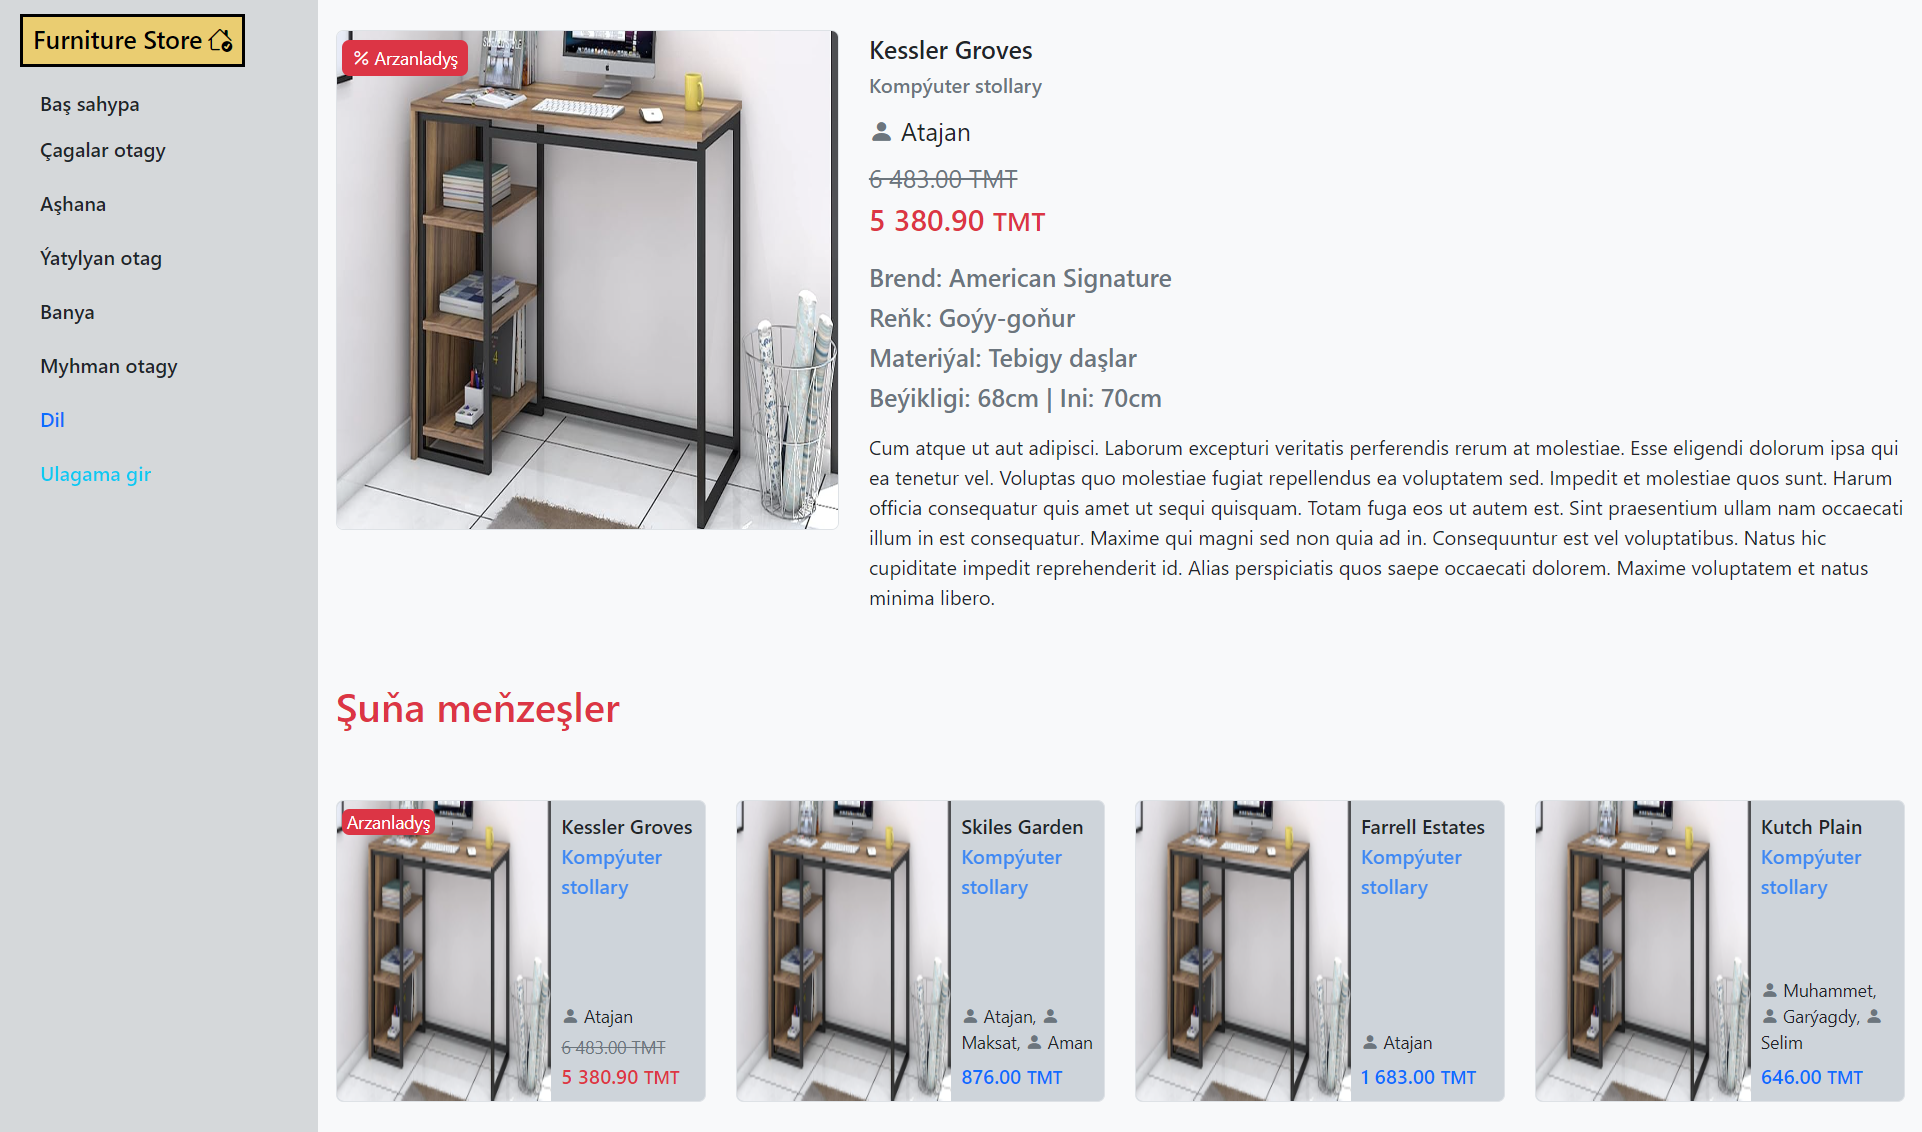 Furniture Store
Baş sahypa
Çagalar otagy
Aşhana
Ýatylyan otag
Banya
Myhman otagy
Dil
Ulagama gir
% Arzanladyş
Kessler Groves
Kompýuter stollary
Atajan
6 483.00 TMT
5 380.90 TMT
Brend: American Signature
Reňk: Goýy-goňur
Materiýal: Tebigy daşlar
Beýikligi: 68cm | Ini: 70cm
Cum atque ut aut adipisci. Laborum excepturi veritatis perferendis rerum at molestiae. Esse eligendi dolorum ipsa qui
ea tenetur vel. Voluptas quo molestiae fugiat repellendus ea voluptatem sed. Impedit et molestiae quos sunt. Harum
officia consequatur quis amet ut sequi quisquam. Totam fuga eos ut autem est. Sint praesentium ullam nam occaecati
illum in est consequatur. Maxime qui magni sed non quia ad in. Consequuntur est vel voluptatibus. Natus hic
cupiditate impedit reprehenderit id. Alias perspiciatis quos saepe occaecati dolorem. Maxime voluptatem et natus
minima libero.
Şuňa meňzeşler
Arzanladyş
Kessler Groves
Kompýuter
stollary
Atajan
6 483.00 TMT
5 380.90 TMT
Skiles Garden
Kompýuter
stollary
Atajan,
Maksat, Aman
876.00 TMT
Farrell Estates
Kompýuter
stollary
Atajan
1 683.00 TMT
Kutch Plain
Kompýuter
stollary
Muhammet,
Garýagdy,
Selim
646.00 TMT